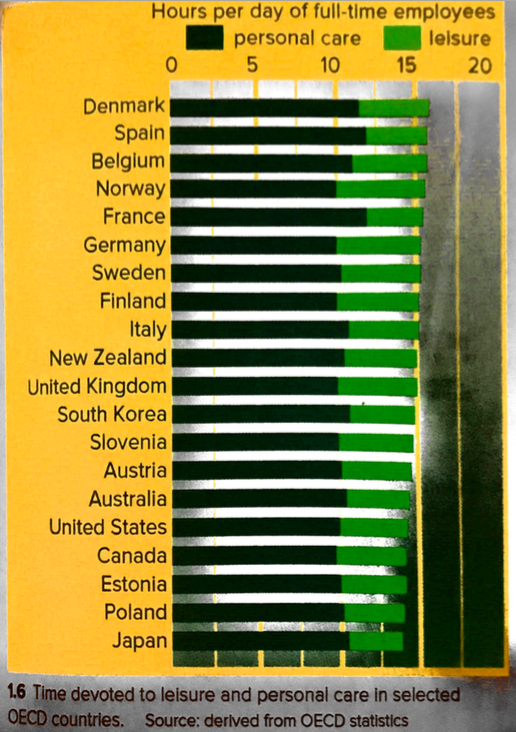 Hours per day of full-time employees
personal care leisure
0 5 10 15 20
Denmark
Spain
Belgium
Norway
France
Germany
Sweden
Finland
Italy
New Zealand
United Kingdom
South Korea
Slovenia
Austria
Australia
United States
Canada
Estonia
Poland
Japan
1.6 Time devoted to leisure and personal care in selected
OECD countries. Source: derived from OECD statistics